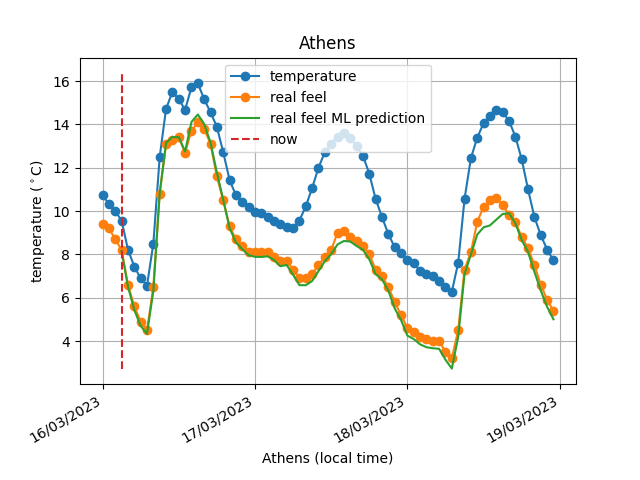 Athens
temperature
real feel
real feel ML prediction
now
16
14
12
10
8
6
4
temperature (°C)
16/03/2023
17/03/2023
18/03/2023
19/03/2023
Athens (local time)